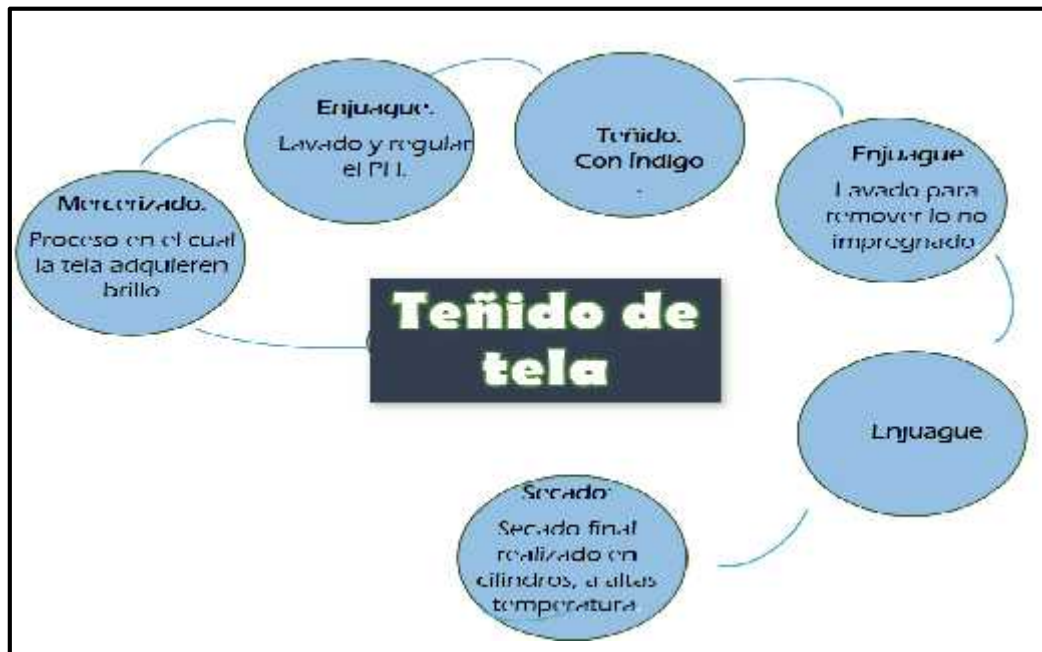 Teñido de
tela
Mercerizado.
Proceso en el cual
la tela adquieren
brillo
Enjuague.
Lavado y regular
el PH.
Teñido.
Con Índigo
.
Enjuague
Lavado para
remover lo no
impregnado
Enjuague
Secado:
Secado final
realizado en
cilindros, a altas
temperatura